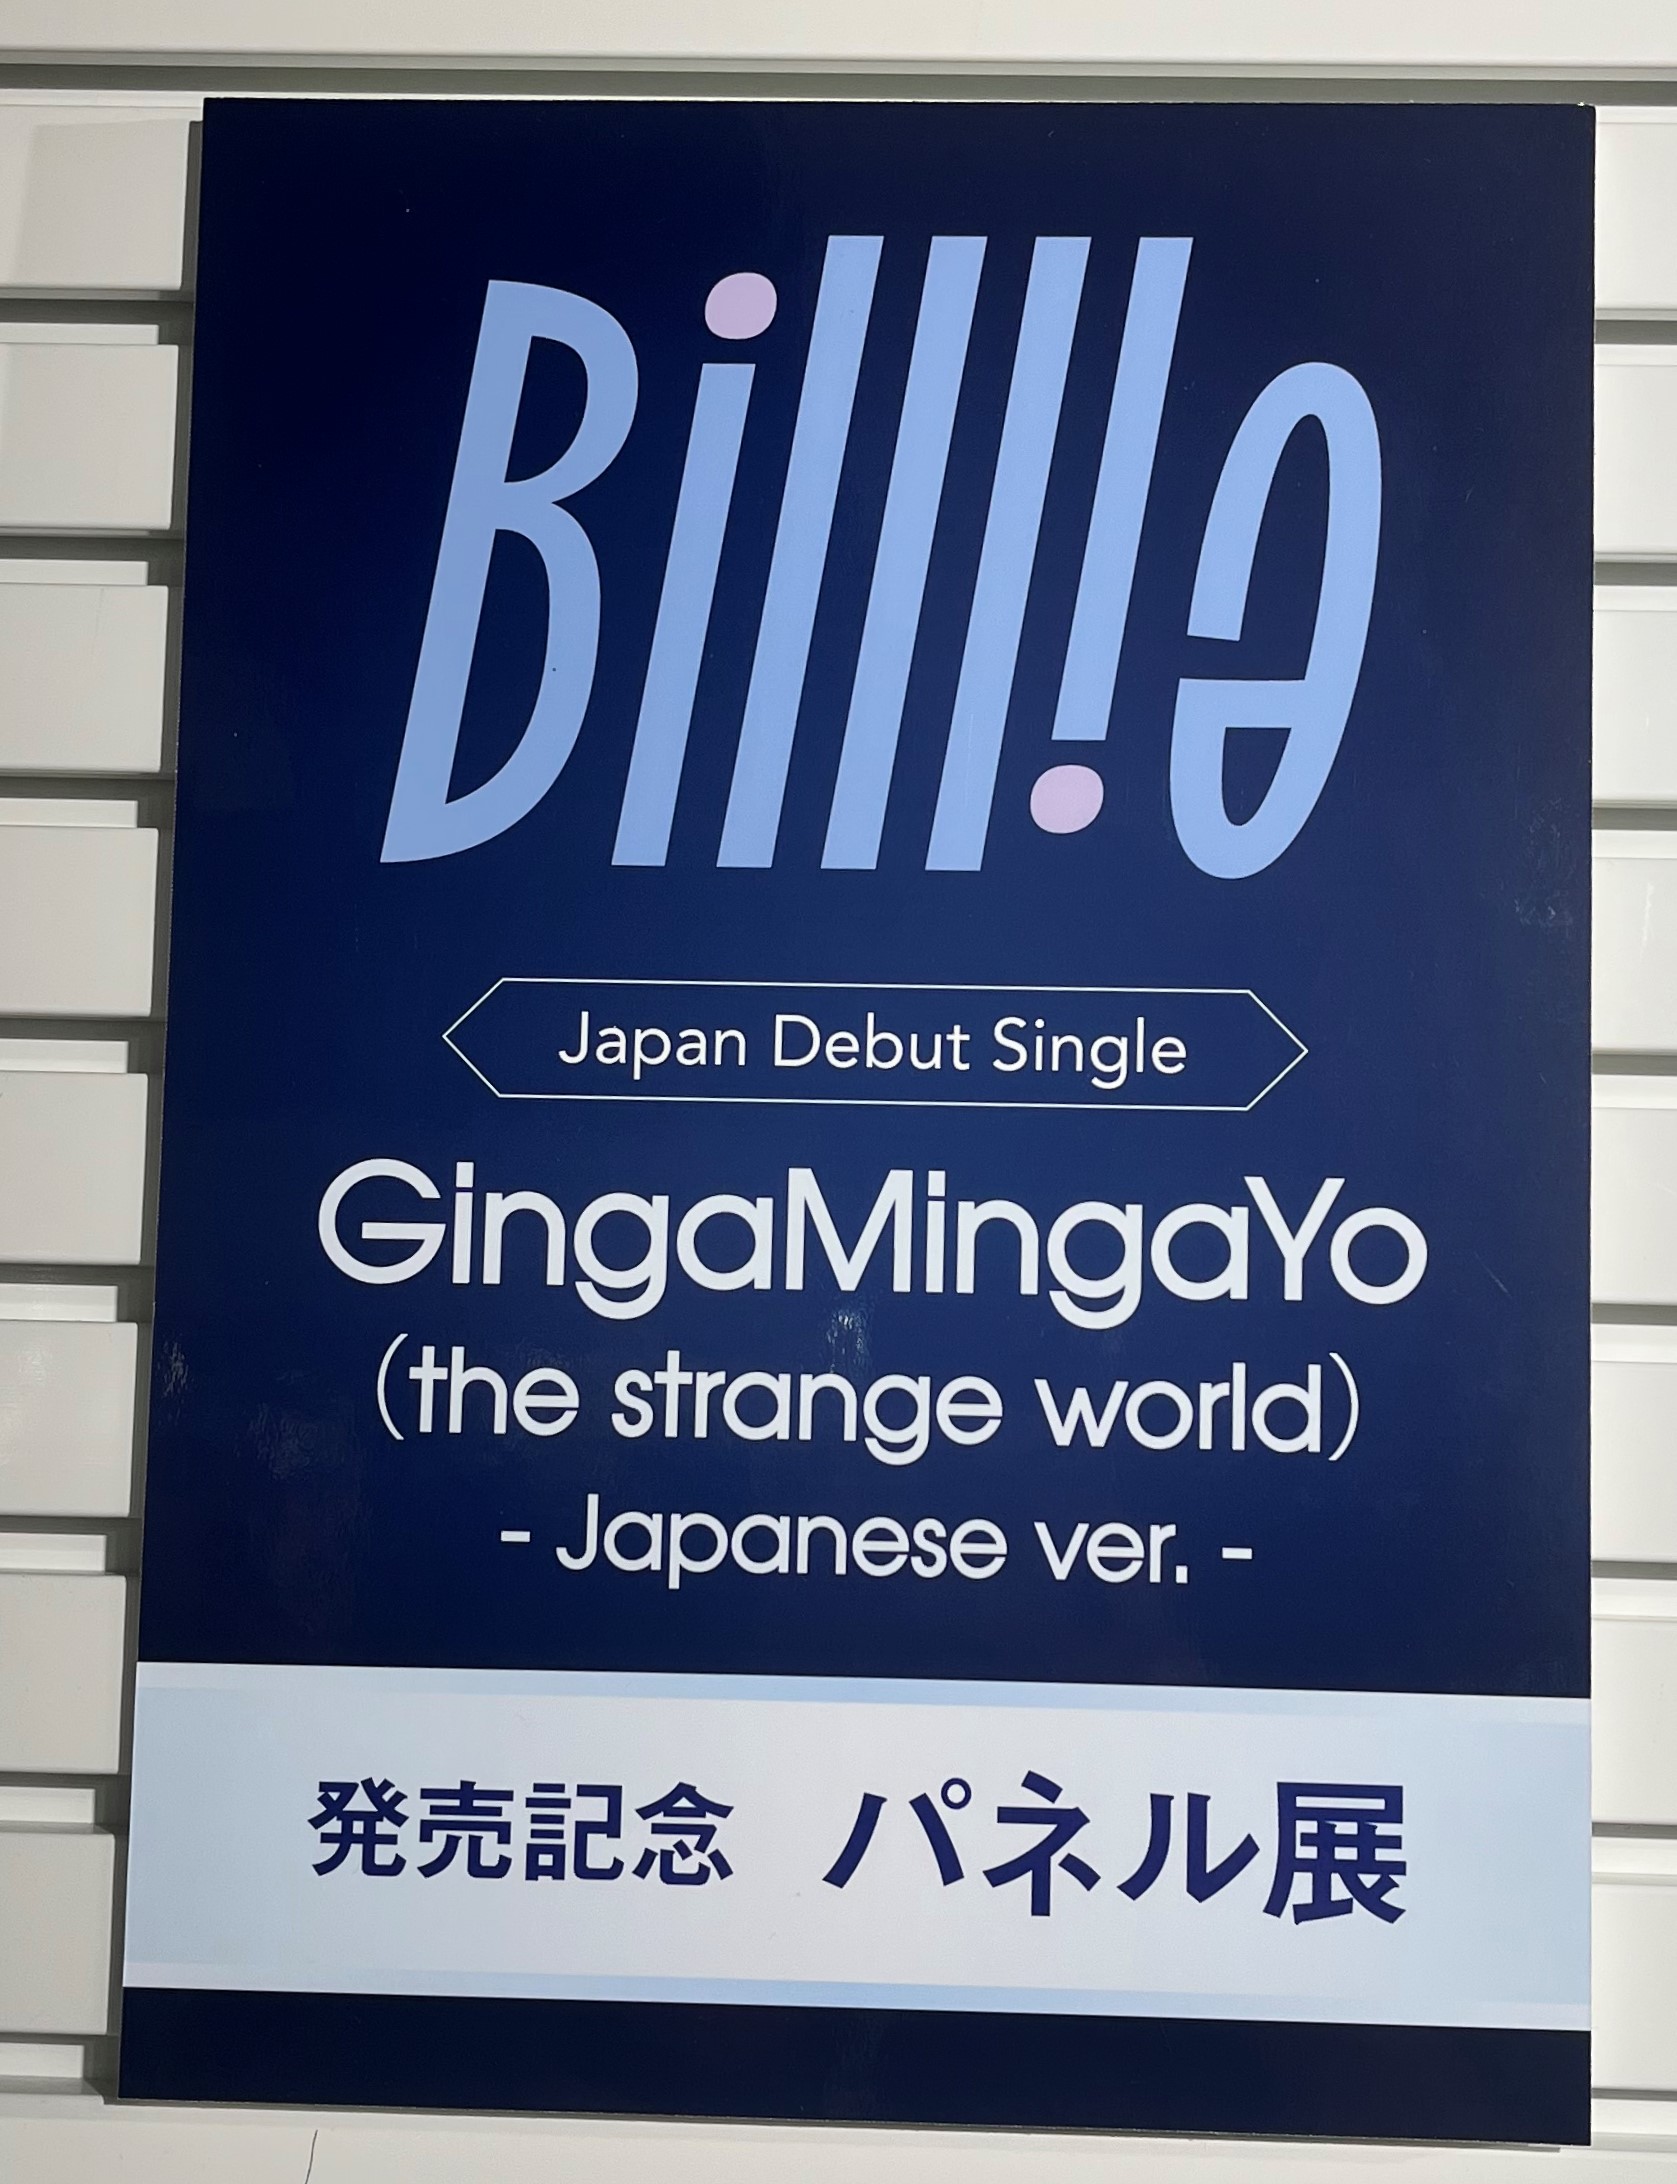 Billlie
Japan Debut Single
GingaMingaYo
(the strange world)
- Japanese ver. -
発売記念 パネル展